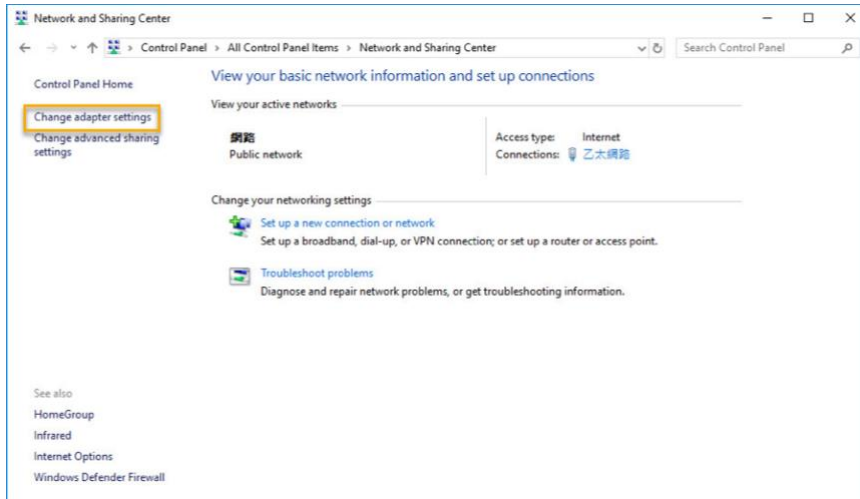 Network and Sharing Center
Control Panel > All Control Panel Items > Network and Sharing Center
Search Control Panel
Control Panel Home
Change adapter settings
Change advanced sharing
settings
View your basic network information and set up connections
View your active networks
網路
Public network
Access type: Internet
Connections: 乙太網路
Change your networking settings
Set up a new connection or network
Set up a broadband, dial-up, or VPN connection; or set up a router or access point.
Troubleshoot problems
Diagnose and repair network problems, or get troubleshooting information.
See also
HomeGroup
Infrared
Internet Options
Windows Defender Firewall